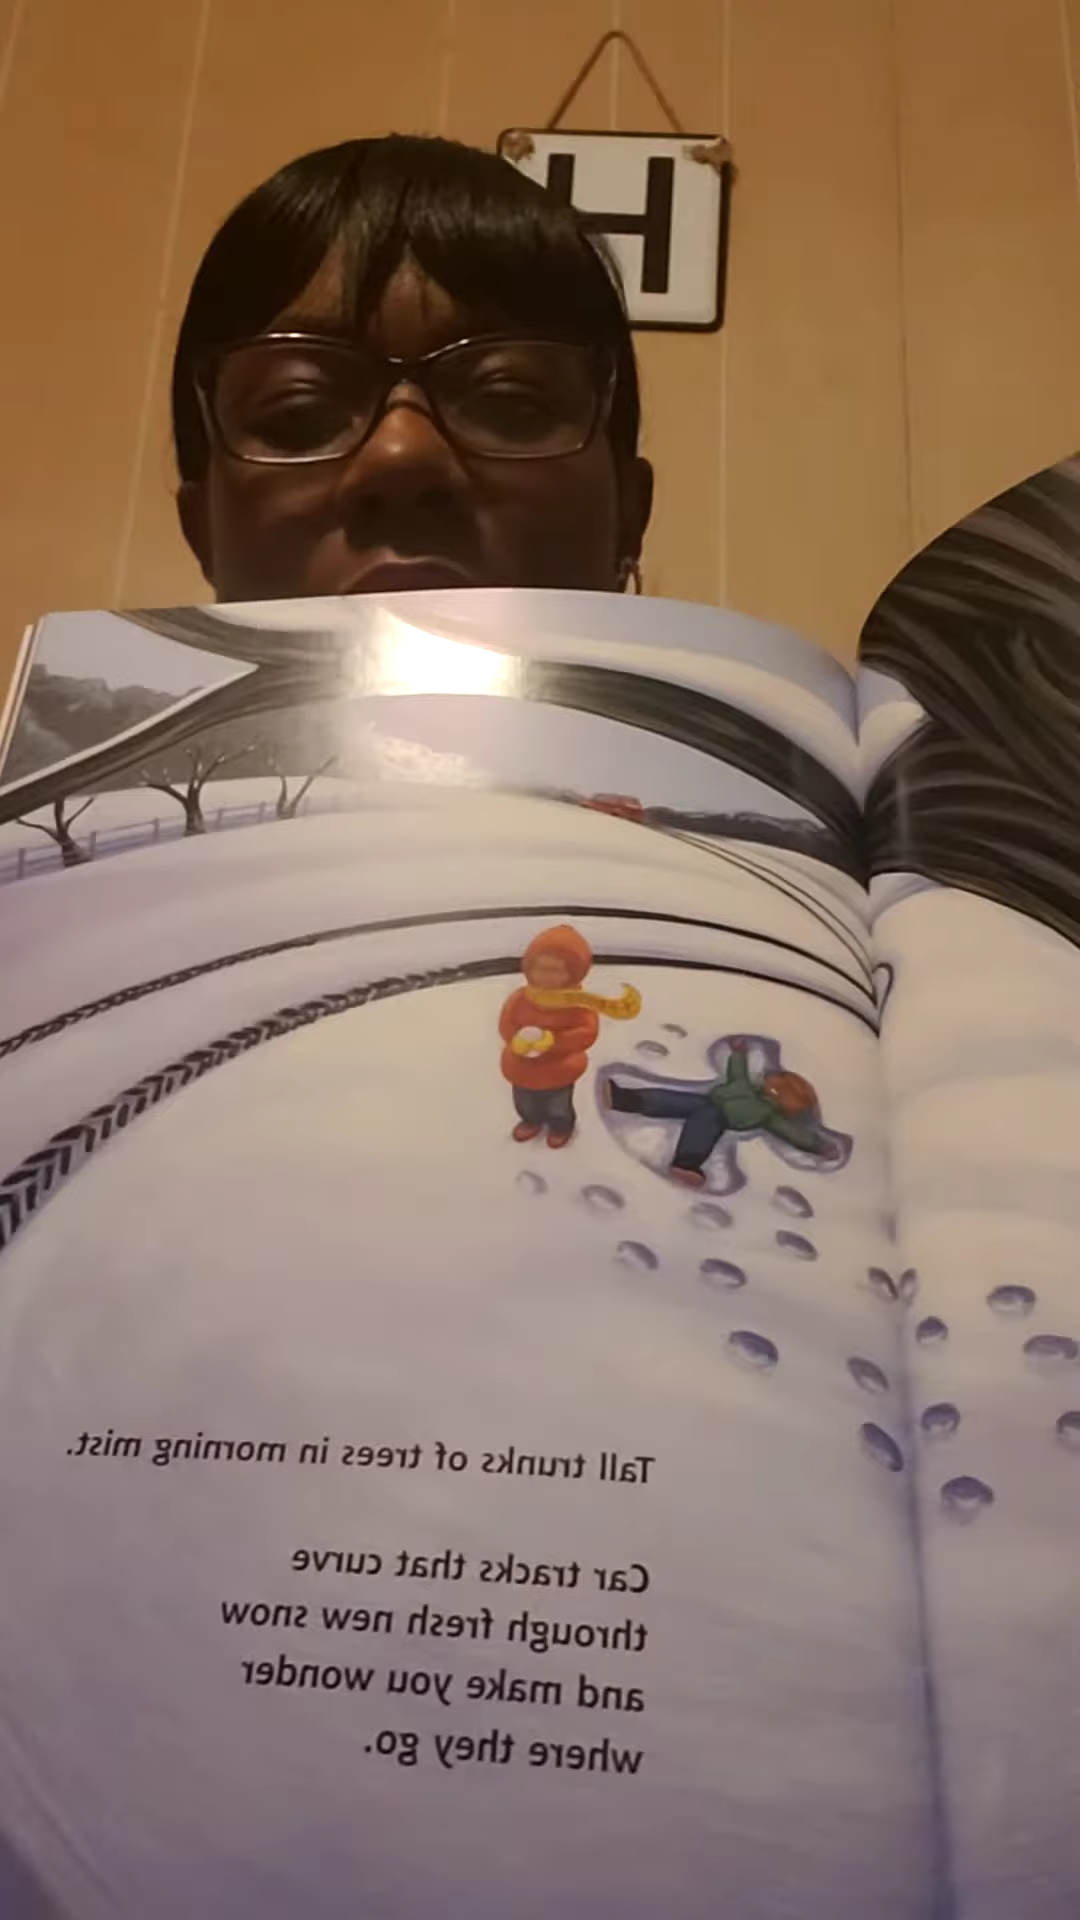 H
Tall trunks of trees in morning mist.
Car tracks that curve
through fresh new snow
and make you wonder
where they go.